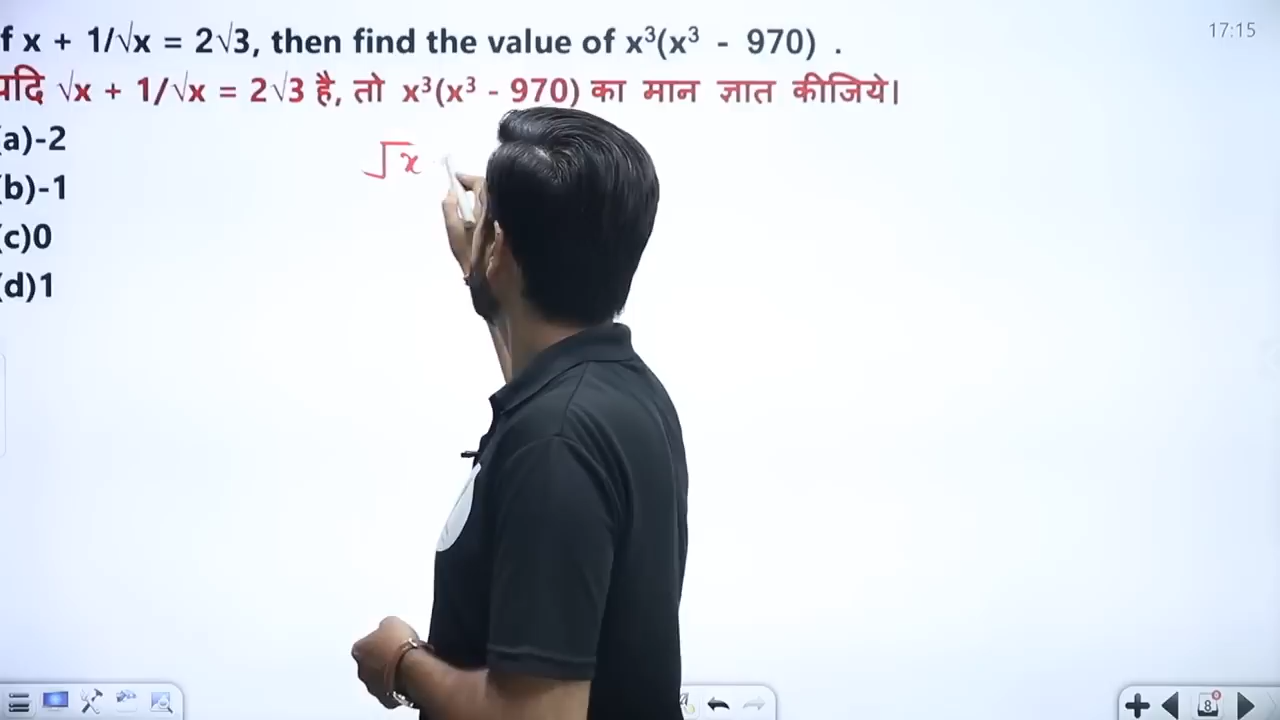 f x + 1/√x = 2√3, then find the value of x³(x³ - 970) .
17:15
यदि √x + 1/√x = 2√3 है, तो x³(x³ - 970) का मान ज्ञात कीजिये।
(a)-2
√x
(b)-1
(c)0
(d)1
8